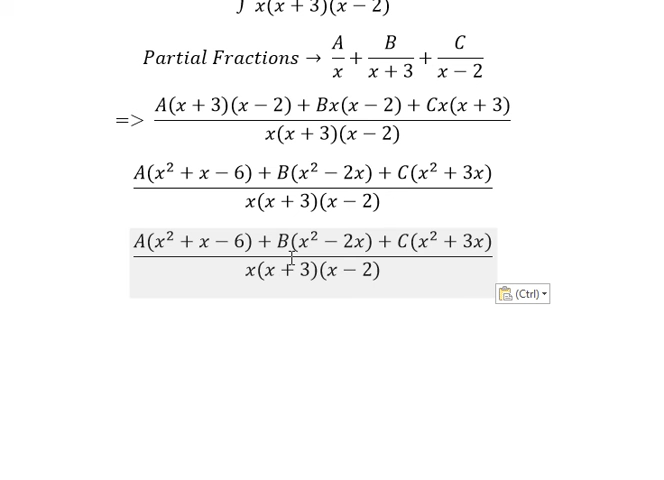 ∫ x(x + 3)(x − 2)
Partial Fractions → A/x + B/(x + 3) + C/(x − 2)
=> (A(x + 3)(x − 2) + Bx(x − 2) + Cx(x + 3))/(x(x + 3)(x − 2))
(A(x² + x − 6) + B(x² − 2x) + C(x² + 3x))/(x(x + 3)(x − 2))
(A(x² + x − 6) + B(x² − 2x) + C(x² + 3x))/(x(x + 3)(x − 2))
(Ctrl)